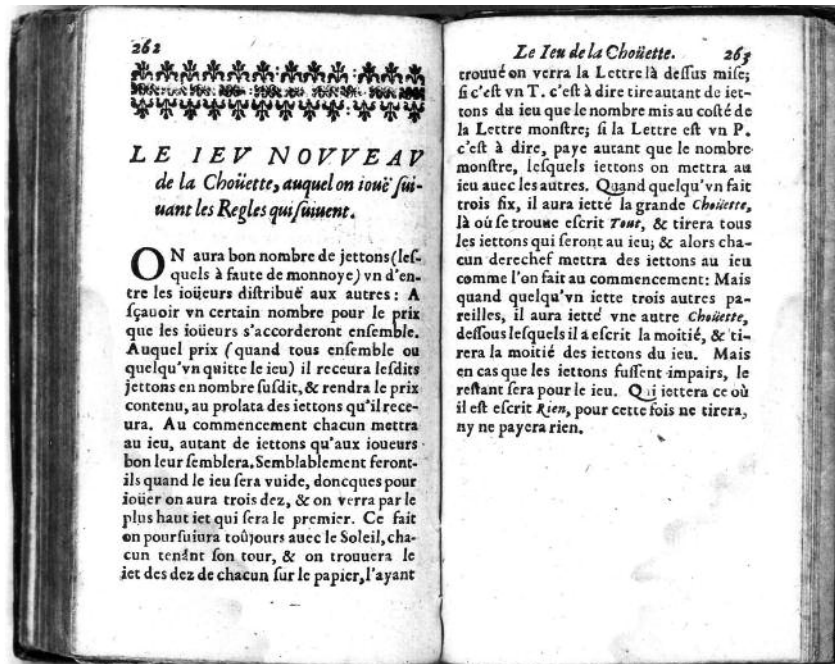 262
LE IEV NOVVEAV
de la Choüette, auquel on iouë ſui-
uant les Regles qui ſuiuent.
ON aura bon nombre de jettons (leſ-
quels à faute de monnoye) vn d'en-
tre les ioüeurs diſtribuë aux autres: A
ſçauoir vn certain nombre pour le prix
que les ioüeurs s'accorderont enſemble.
Auquel prix (quand tous enſemble ou
quelqu'vn quitte le ieu) il receura leſdits
jettons en nombre ſuſdit, & rendra le prix
contenu, au prolata des iettons qu'il rece-
ura. Au commencement chacun mettra
au ieu, autant de iettons qu'aux ioueurs
bon leur ſemblera. Semblablement feront-
ils quand le ieu ſera vuide, doncques pour
ioüer on aura trois dez, & on verra par le
plus haut iet qui ſera le premier. Ce fait
on pourſuiura toûjours auec le Soleil, cha-
cun tenant ſon tour, & on trouuera le
iet des dez de chacun ſur le papier, l'ayant
Le Ieu de la Choüette. 263
trouué on verra la Lettre là deſſus miſe;
ſi c'eſt vn T. c'eſt à dire tire autant de iet-
tons du ieu que le nombre mis au coſté de
la Lettre monſtre; ſi la Lettre eſt vn P.
c'eſt à dire, paye autant que le nombre
monſtre, leſquels iettons on mettra au
ieu auec les autres. Quand quelqu'vn fait
trois ſix, il aura ietté la grande Choüette,
là où ſe trouue eſcrit Tout, & tirera tous
les iettons qui ſeront au ieu; & alors cha-
cun derechef mettra des iettons au ieu
comme l'on fait au commencement: Mais
quand quelqu'vn iette trois autres pa-
reilles, il aura ietté vne autre Choüette,
deſſous leſquels il a eſcrit la moitié, & ti-
rera la moitié des iettons du ieu. Mais
en cas que les iettons fuſſent impairs, le
reſtant ſera pour le ieu. Qui iettera ce où
il eſt eſcrit Rien, pour cette fois ne tirera,
ny ne payera rien.